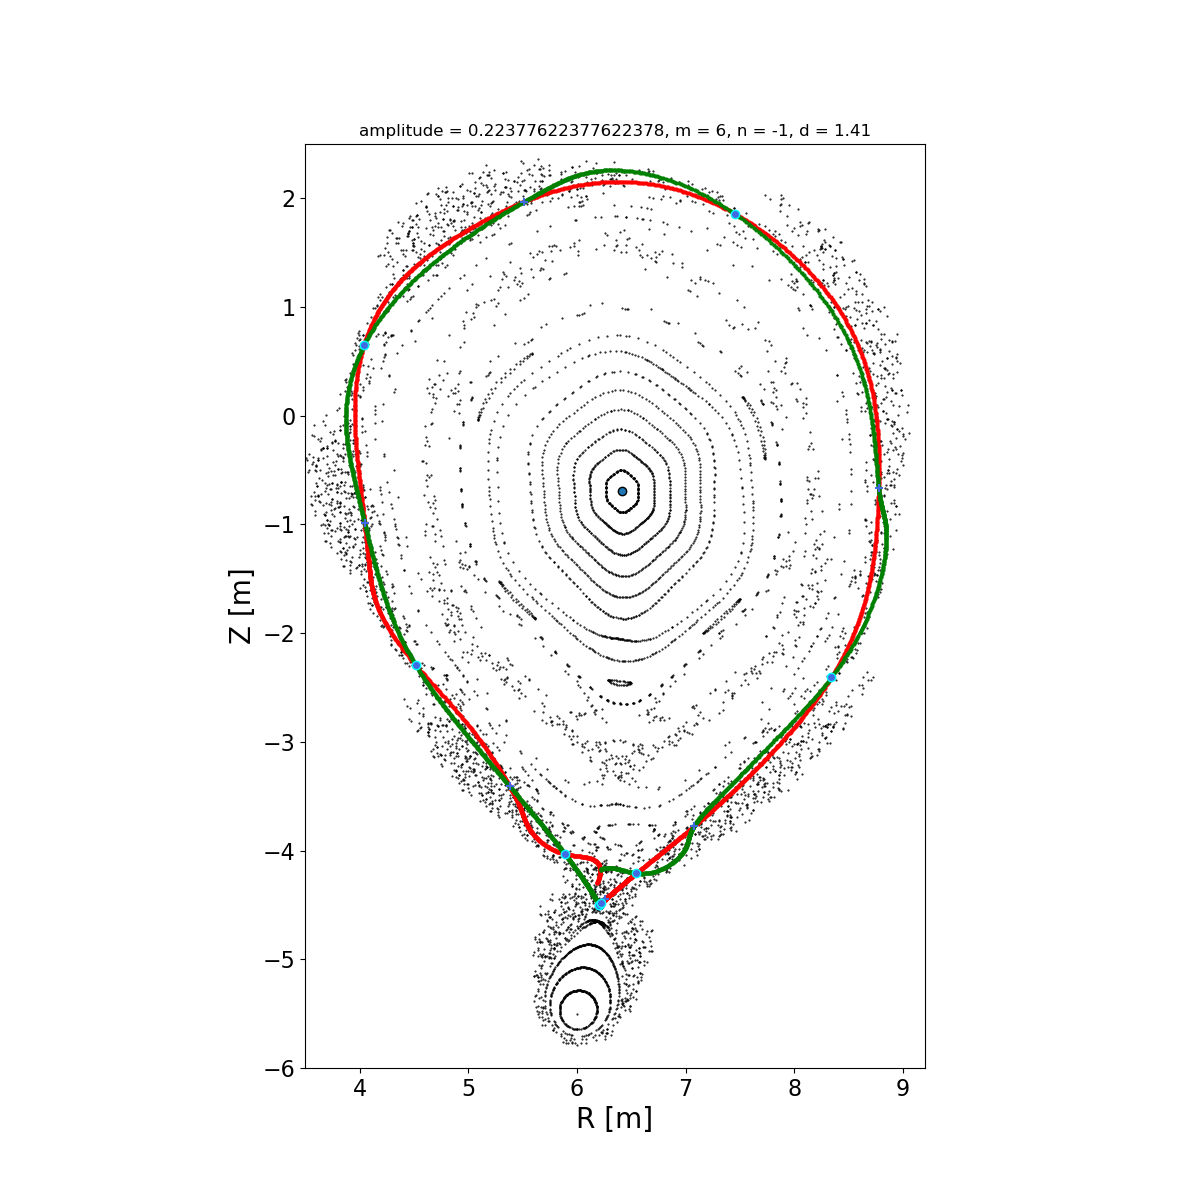 amplitude = 0.22377622377622378, m = 6, n = -1, d = 1.41
2
1
0
−1
−2
−3
−4
−5
−6
Z [m]
4 5 6 7 8 9
R [m]